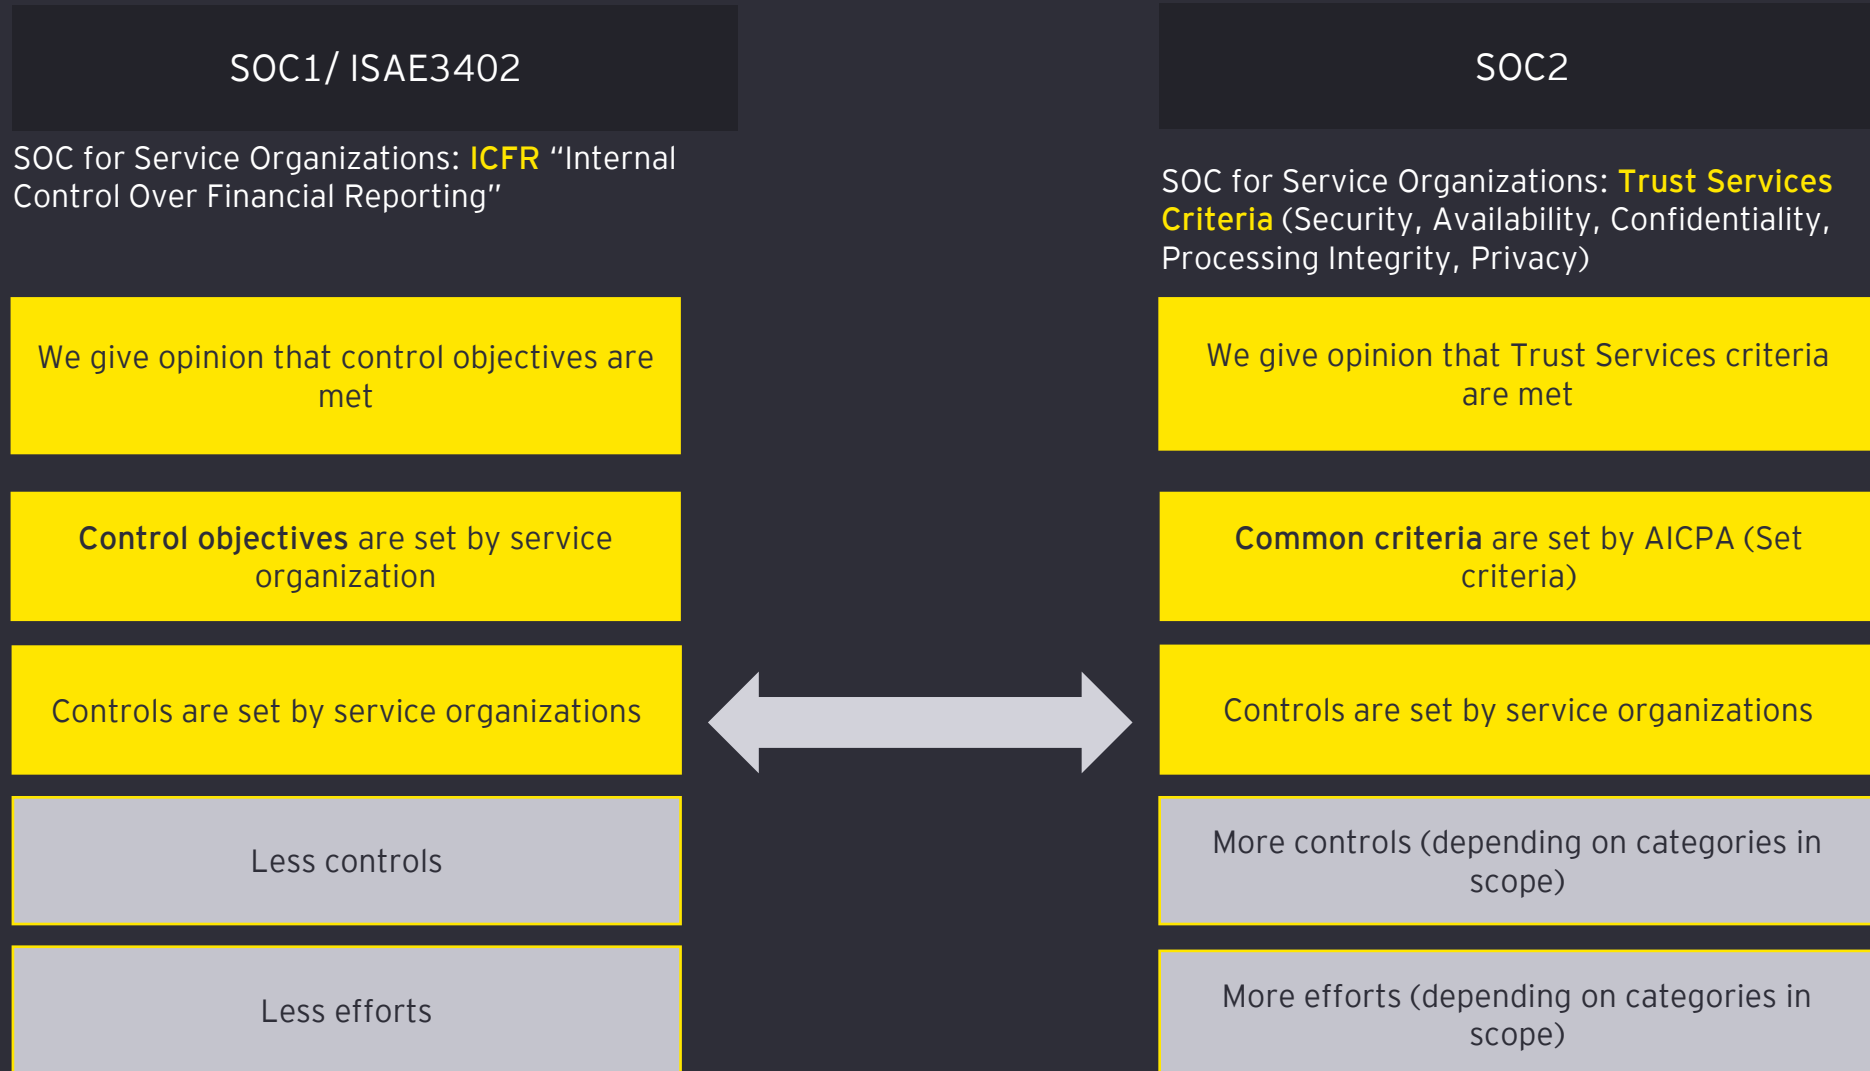 SOC1/ ISAE3402
SOC for Service Organizations: ICFR “Internal
Control Over Financial Reporting”
We give opinion that control objectives are
met
Control objectives are set by service
organization
Controls are set by service organizations
Less controls
Less efforts
SOC2
SOC for Service Organizations: Trust Services
Criteria (Security, Availability, Confidentiality,
Processing Integrity, Privacy)
We give opinion that Trust Services criteria
are met
Common criteria are set by AICPA (Set
criteria)
Controls are set by service organizations
More controls (depending on categories in
scope)
More efforts (depending on categories in
scope)